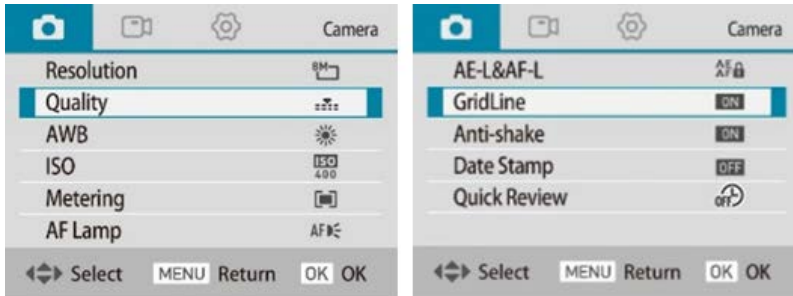 Camera
Resolution 8M
Quality
AWB
ISO ISO 400
Metering
AF Lamp AF
Select MENU Return OK OK
Camera
AE-L&AF-L AE/AF
GridLine ON
Anti-shake ON
Date Stamp OFF
Quick Review OFF
Select MENU Return OK OK